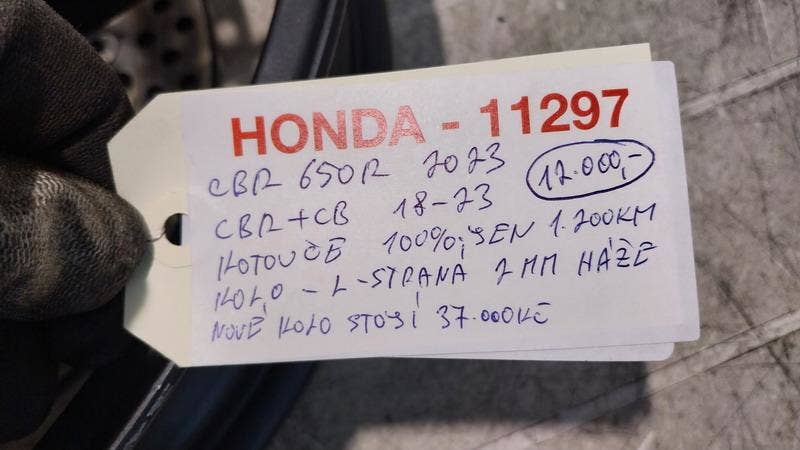 HONDA - 11297
CBR 650R 2023 12.000,-
CBR + CB 18-23
KOTOUČE 100%, JEN 1.200KM
KOLO - L-STRANA 2MM HÁŽE
NOVÉ KOLO STOJÍ 37.000KČ